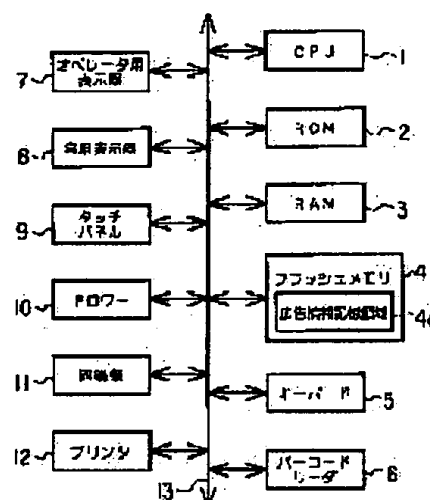 オペレータ用
表示器
7
客用表示器
8
タッチ
パネル
9
ドロワー
10
11
プリンタ
12
13
CPU
1
ROM
2
RAM
3
フラッシュメモリ
4
4a
キーボード
5
バーコード
リーダ
6